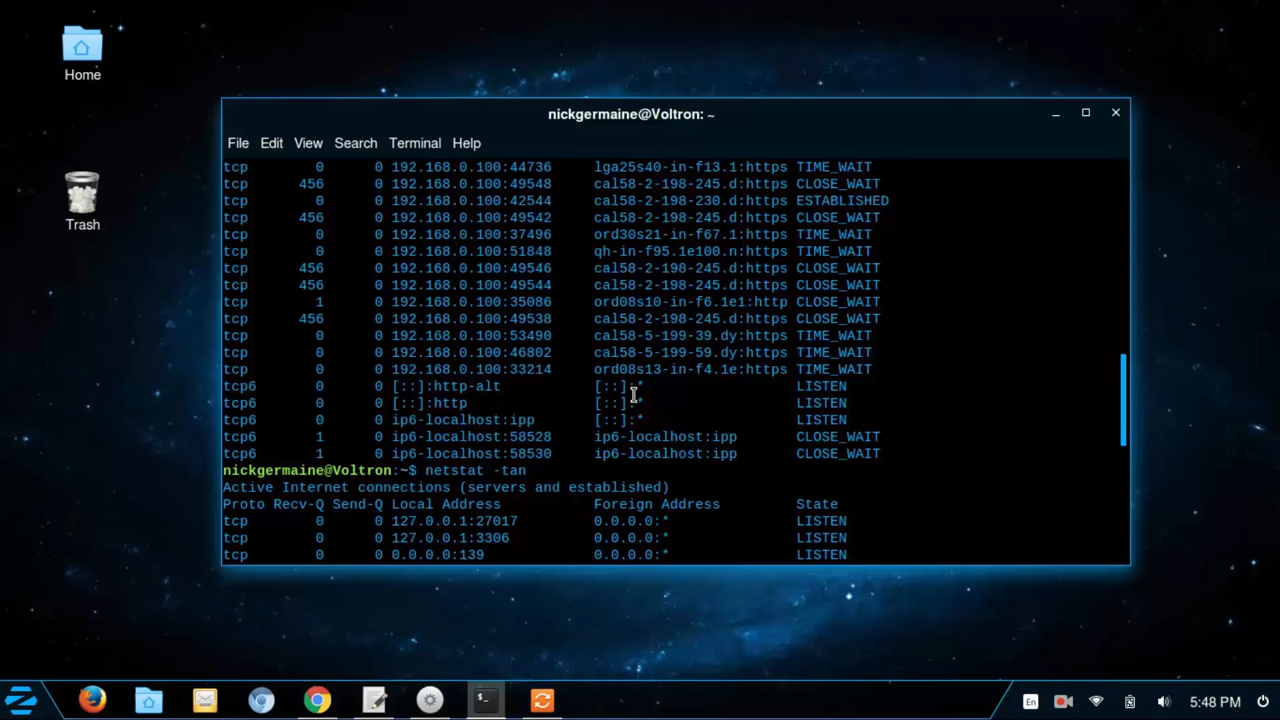 Home
Trash
nickgermaine@Voltron: ~
File Edit View Search Terminal Help
tcp 0 0 192.168.0.100:44736 lga25s40-in-f13.1:https TIME_WAIT
tcp 456 0 192.168.0.100:49548 cal58-2-198-245.d:https CLOSE_WAIT
tcp 0 0 192.168.0.100:42544 cal58-2-198-230.d:https ESTABLISHED
tcp 456 0 192.168.0.100:49542 cal58-2-198-245.d:https CLOSE_WAIT
tcp 0 0 192.168.0.100:37496 ord30s21-in-f67.1:https TIME_WAIT
tcp 0 0 192.168.0.100:51848 qh-in-f95.1e100.n:https TIME_WAIT
tcp 456 0 192.168.0.100:49546 cal58-2-198-245.d:https CLOSE_WAIT
tcp 456 0 192.168.0.100:49544 cal58-2-198-245.d:https CLOSE_WAIT
tcp 1 0 192.168.0.100:35086 ord08s10-in-f6.1e1:http CLOSE_WAIT
tcp 456 0 192.168.0.100:49538 cal58-2-198-245.d:https CLOSE_WAIT
tcp 0 0 192.168.0.100:53490 cal58-5-199-39.dy:https TIME_WAIT
tcp 0 0 192.168.0.100:46802 cal58-5-199-59.dy:https TIME_WAIT
tcp 0 0 192.168.0.100:33214 ord08s13-in-f4.1e:https TIME_WAIT
tcp6 0 0 [::]:http-alt [::]:* LISTEN
tcp6 0 0 [::]:http [::]:* LISTEN
tcp6 0 0 ip6-localhost:ipp [::]:* LISTEN
tcp6 1 0 ip6-localhost:58528 ip6-localhost:ipp CLOSE_WAIT
tcp6 1 0 ip6-localhost:58530 ip6-localhost:ipp CLOSE_WAIT
nickgermaine@Voltron:~$ netstat -tan
Active Internet connections (servers and established)
Proto Recv-Q Send-Q Local Address Foreign Address State
tcp 0 0 127.0.0.1:27017 0.0.0.0:* LISTEN
tcp 0 0 127.0.0.1:3306 0.0.0.0:* LISTEN
tcp 0 0 0.0.0.0:139 0.0.0.0:* LISTEN
En 5:48 PM